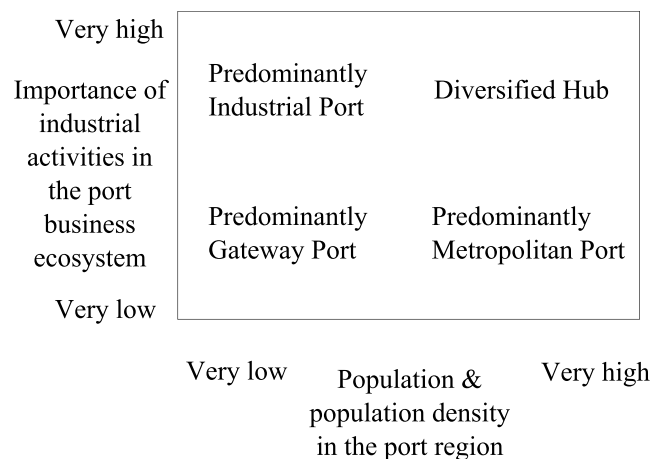 Very high
Importance of
industrial
activities in
the port
business
ecosystem
Very low
Predominantly
Industrial Port
Diversified Hub
Predominantly
Gateway Port
Predominantly
Metropolitan Port
Very low
Population &
population density
in the port region
Very high